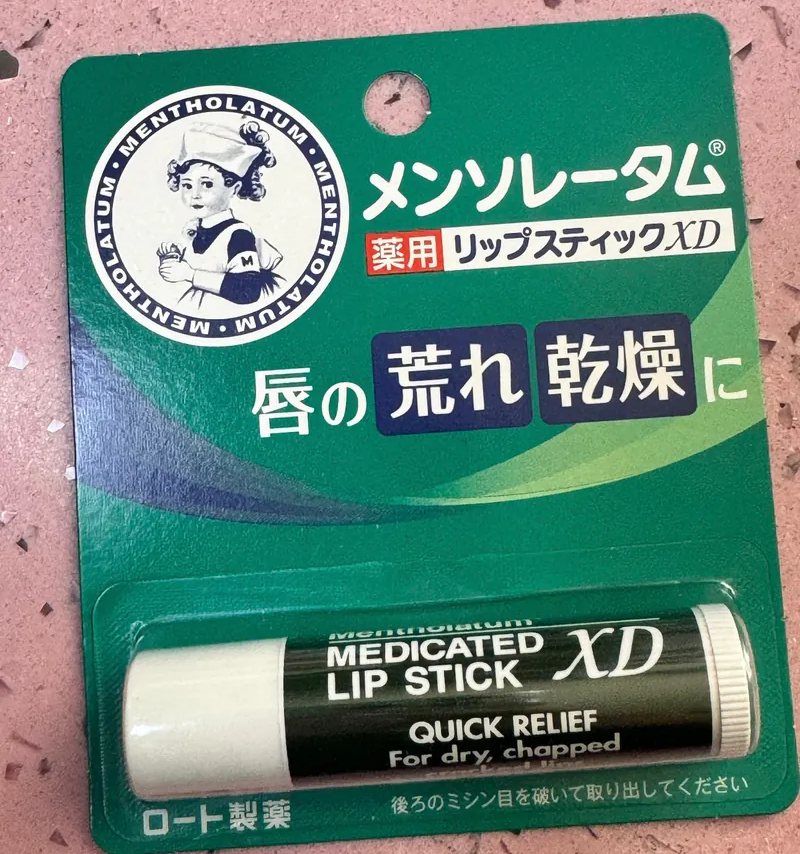 MENTHOLATUM · MENTHOLATUM · MENTHOLATUM · MENTHOLATUM ·
M
メンソレータム®
薬用 リップスティックXD
唇の 荒れ 乾燥 に
Mentholatum
MEDICATED
LIP STICK XD
QUICK RELIEF
For dry, chapped
ロート製薬
後ろのミシン目を破いて取り出してください